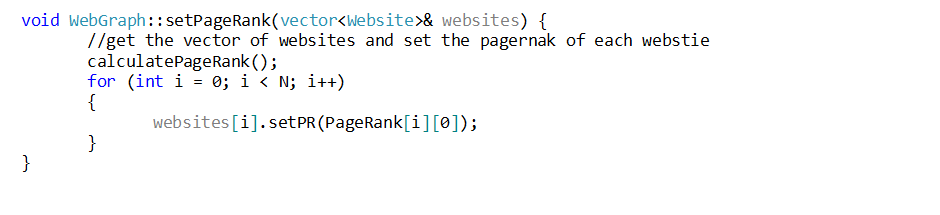 void WebGraph::setPageRank(vector<Website>& websites) {
//get the vector of websites and set the pagernak of each webstie
calculatePageRank();
for (int i = 0; i < N; i++)
{
websites[i].setPR(PageRank[i][0]);
}
}